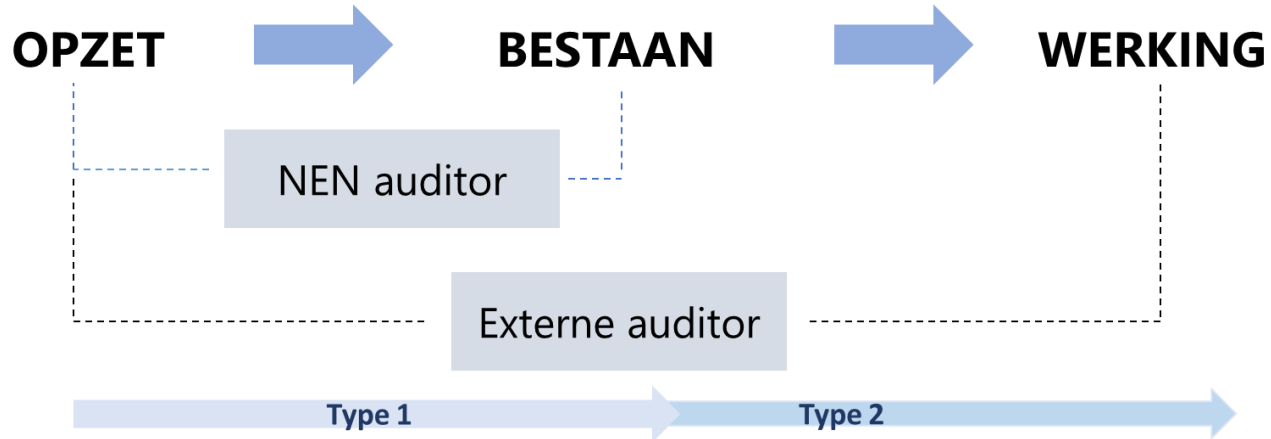 OPZET
BESTAAN
WERKING
NEN auditor
Externe auditor
Type 1
Type 2